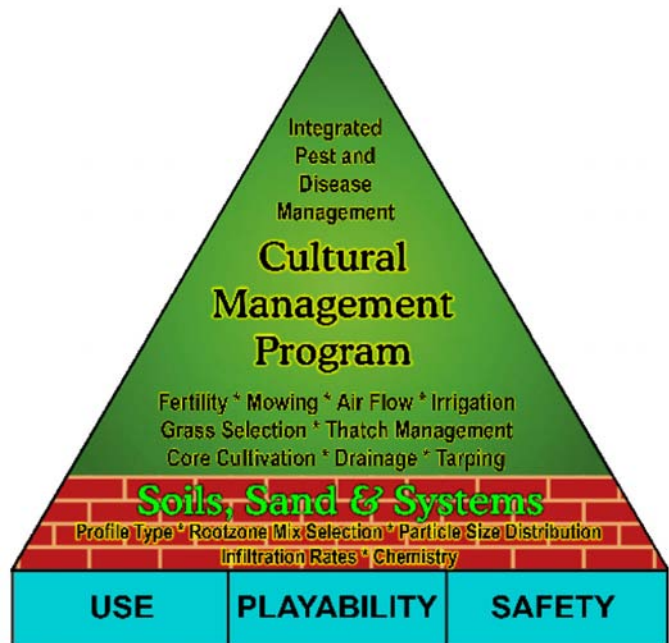 Integrated
Pest and
Disease
Management
Cultural
Management
Program
Fertility * Mowing * Air Flow * Irrigation
Grass Selection * Thatch Management
Core Cultivation * Drainage * Tarping
Soils, Sand & Systems
Profile Type * Rootzone Mix Selection * Particle Size Distribution
Infiltration Rates * Chemistry
USE PLAYABILITY SAFETY